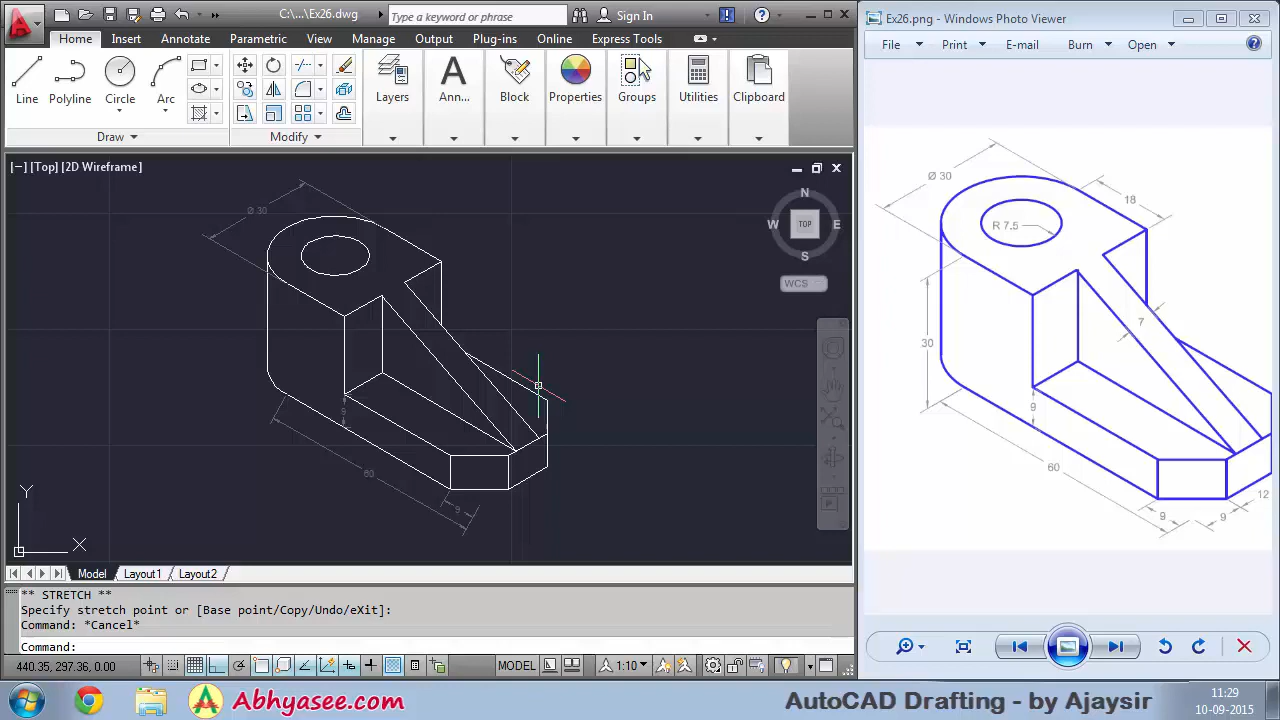 C:\...\Ex26.dwg
Type a keyword or phrase
Sign In
Ex26.png - Windows Photo Viewer
Home Insert Annotate Parametric View Manage Output Plug-ins Online Express Tools
File Print E-mail Burn Open
Line Polyline Circle Arc
Layers Ann... Block Properties Groups Utilities Clipboard
Draw Modify
[−] [Top] [2D Wireframe]
N
W TOP E
S
WCS
Ø 30
9
60
9
Y
X
Ø 30
18
R 7.5
7
30
9
60
9 9 12
Model Layout1 Layout2
** STRETCH **
Specify stretch point or [Base point/Copy/Undo/eXit]:
Command: *Cancel*
Command:
440.35, 297.36, 0.00
MODEL
1:10
Abhyasee.com
AutoCAD Drafting - by Ajaysir
11:29
10-09-2015